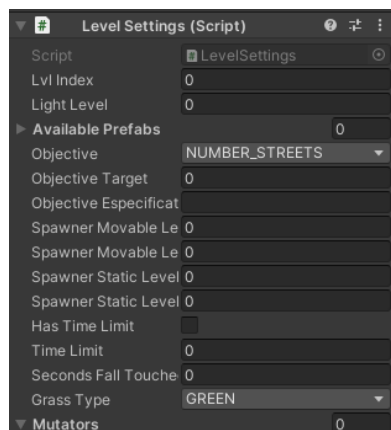 # Level Settings (Script)
Script # LevelSettings
Lvl Index 0
Light Level 0
Available Prefabs 0
Objective NUMBER_STREETS
Objective Target 0
Objective Especificat
Spawner Movable Le 0
Spawner Movable Le 0
Spawner Static Level 0
Spawner Static Level 0
Has Time Limit
Time Limit 0
Seconds Fall Touche 0
Grass Type GREEN
Mutators 0